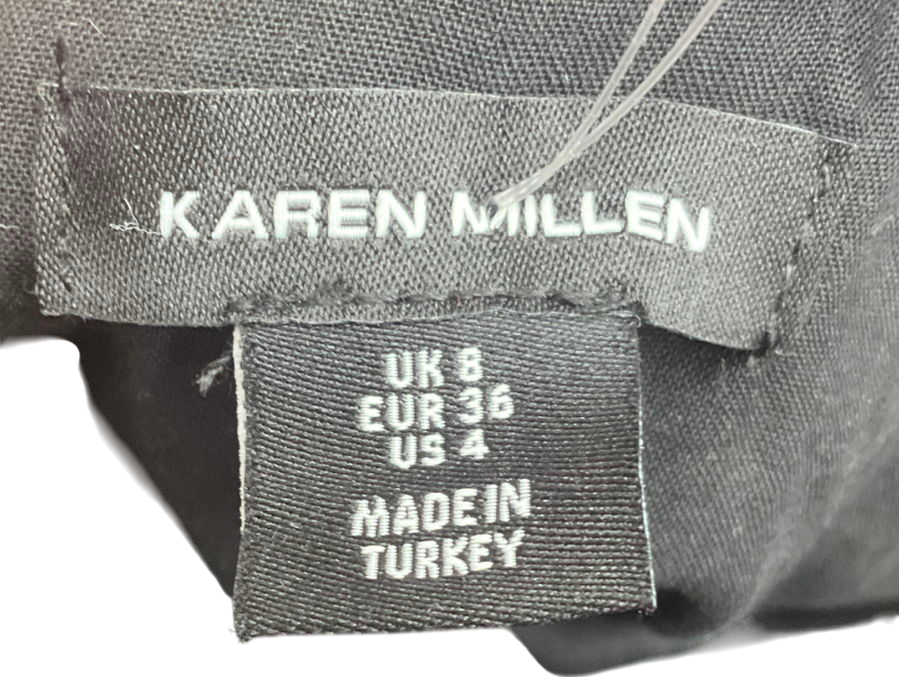 KAREN MILLEN
UK 8
EUR 36
US 4
MADE IN
TURKEY